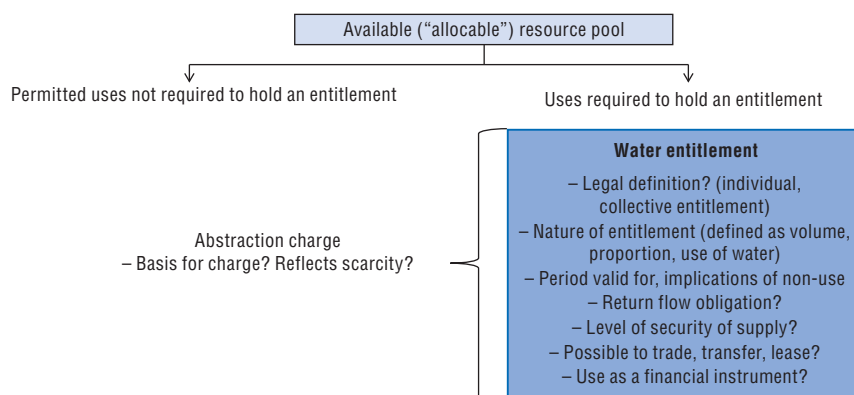 Available (“allocable”) resource pool
Permitted uses not required to hold an entitlement
Uses required to hold an entitlement
Abstraction charge
– Basis for charge? Reflects scarcity?
Water entitlement
– Legal definition? (individual,
collective entitlement)
– Nature of entitlement (defined as volume,
proportion, use of water)
– Period valid for, implications of non-use
– Return flow obligation?
– Level of security of supply?
– Possible to trade, transfer, lease?
– Use as a financial instrument?